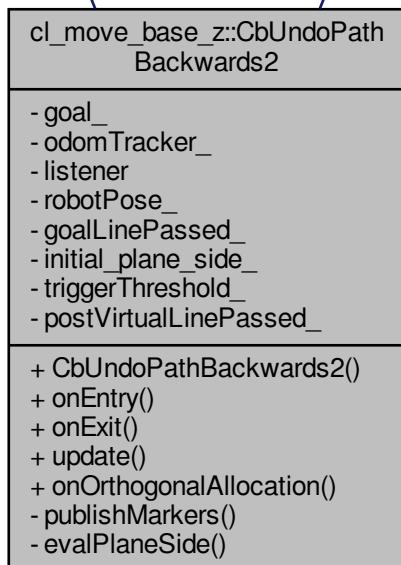 cl_move_base_z::CbUndoPath
Backwards2
- goal_
- odomTracker_
- listener
- robotPose_
- goalLinePassed_
- initial_plane_side_
- triggerThreshold_
- postVirtualLinePassed_
+ CbUndoPathBackwards2()
+ onEntry()
+ onExit()
+ update()
+ onOrthogonalAllocation()
- publishMarkers()
- evalPlaneSide()